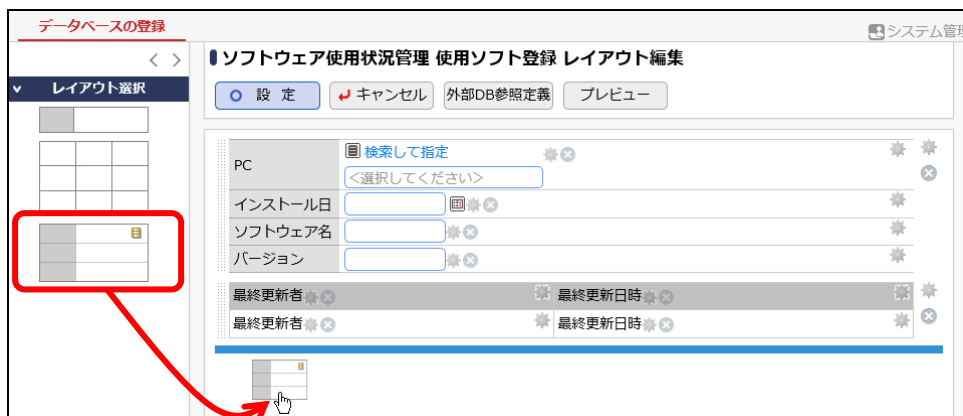 データベースの登録
システム管理
< >
ソフトウェア使用状況管理 使用ソフト登録 レイアウト編集
∨ レイアウト選択
設 定 キャンセル 外部DB参照定義 プレビュー
PC
検索して指定
<選択してください>
インストール日
ソフトウェア名
バージョン
最終更新者 最終更新日時
最終更新者 最終更新日時